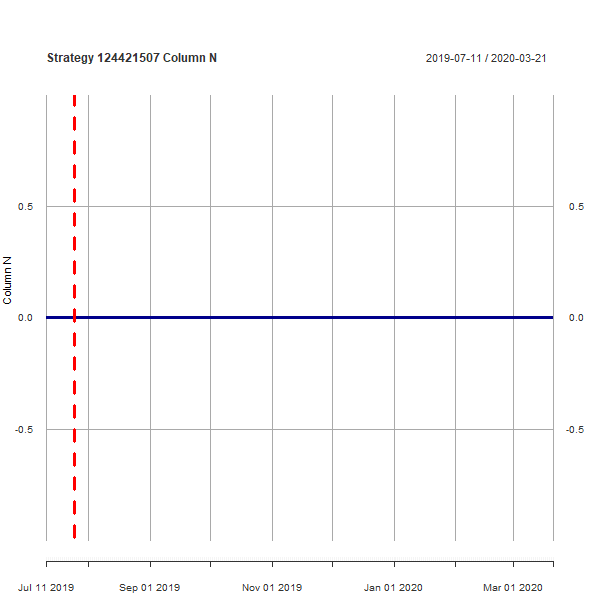 Strategy 124421507 Column N
2019-07-11 / 2020-03-21
0.5
0.5
Column N
0.0
0.0
-0.5
-0.5
Jul 11 2019
Sep 01 2019
Nov 01 2019
Jan 01 2020
Mar 01 2020